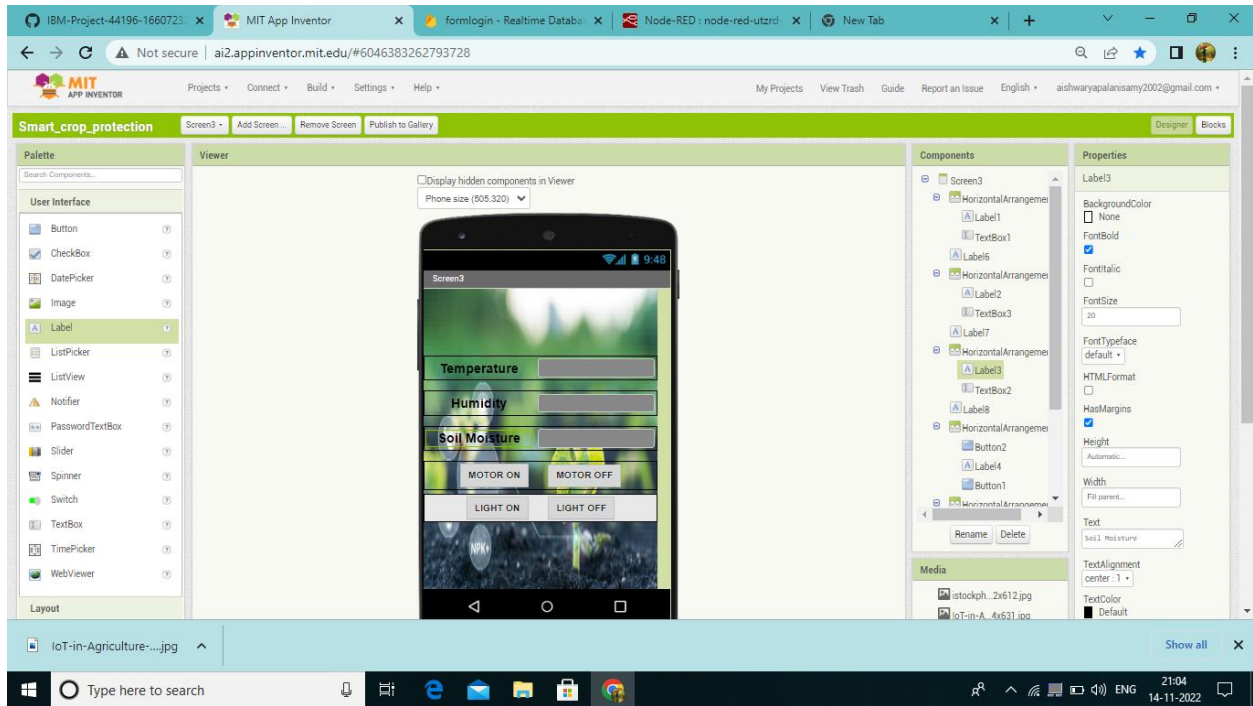 IBM-Project-44196-1660723
MIT App Inventor
formlogin - Realtime Databa
Node-RED : node-red-utzrd-
New Tab
Not secure | ai2.appinventor.mit.edu/#6046383262793728
MIT
APP INVENTOR
Projects
Connect
Build
Settings
Help
My Projects
View Trash
Guide
Report an Issue
English
aishwaryapalanisamy2002@gmail.com
Smart_crop_protection
Screen3
Add Screen ...
Remove Screen
Publish to Gallery
Designer
Blocks
Palette
Search Components...
User Interface
Button
CheckBox
DatePicker
Image
Label
ListPicker
ListView
Notifier
PasswordTextBox
Slider
Spinner
Switch
TextBox
TimePicker
WebViewer
Layout
Viewer
Display hidden components in Viewer
Phone size (505,320)
9:48
Screen3
Temperature
Humidity
Soil Moisture
MOTOR ON
MOTOR OFF
LIGHT ON
LIGHT OFF
NPK+
Components
Screen3
HorizontalArrangemen
Label1
TextBox1
Label6
HorizontalArrangemen
Label2
TextBox3
Label7
HorizontalArrangemen
Label3
TextBox2
Label8
HorizontalArrangemen
Button2
Label4
Button1
HorizontalArrangemen
Rename
Delete
Media
istockph...2x612.jpg
IoT-in-A...4x631.jpg
Properties
Label3
BackgroundColor
None
FontBold
FontItalic
FontSize
20
FontTypeface
default
HTMLFormat
HasMargins
Height
Automatic...
Width
Fill parent...
Text
Soil Moisture
TextAlignment
center : 1
TextColor
Default
IoT-in-Agriculture-....jpg
Show all
Type here to search
ENG
21:04
14-11-2022